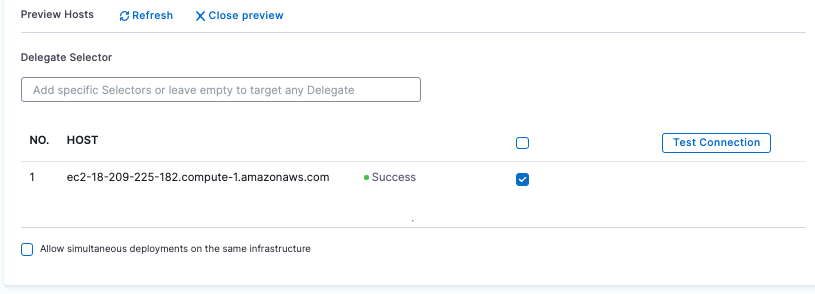 Preview Hosts Refresh Close preview
Delegate Selector
Add specific Selectors or leave empty to target any Delegate
NO. HOST Test Connection
1 ec2-18-209-225-182.compute-1.amazonaws.com Success
Allow simultaneous deployments on the same infrastructure